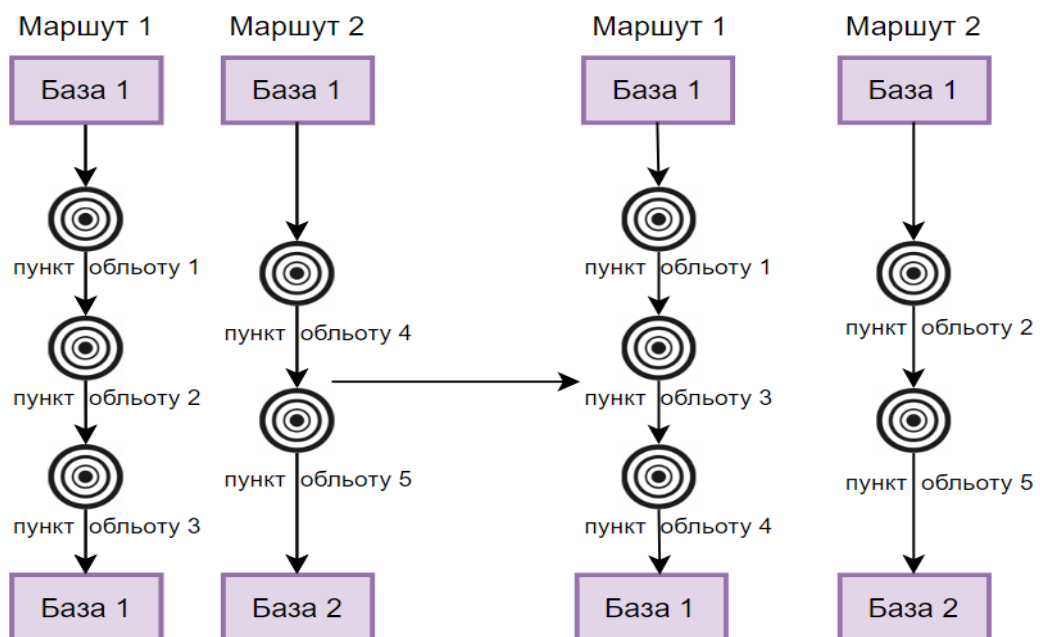 Маршут 1
Маршут 2
Маршут 1
Маршут 2
База 1
База 1
База 1
База 1
пункт обльоту 1
пункт обльоту 1
пункт обльоту 4
пункт обльоту 2
пункт обльоту 2
пункт обльоту 3
пункт обльоту 5
пункт обльоту 5
пункт обльоту 3
пункт обльоту 4
База 1
База 2
База 1
База 2